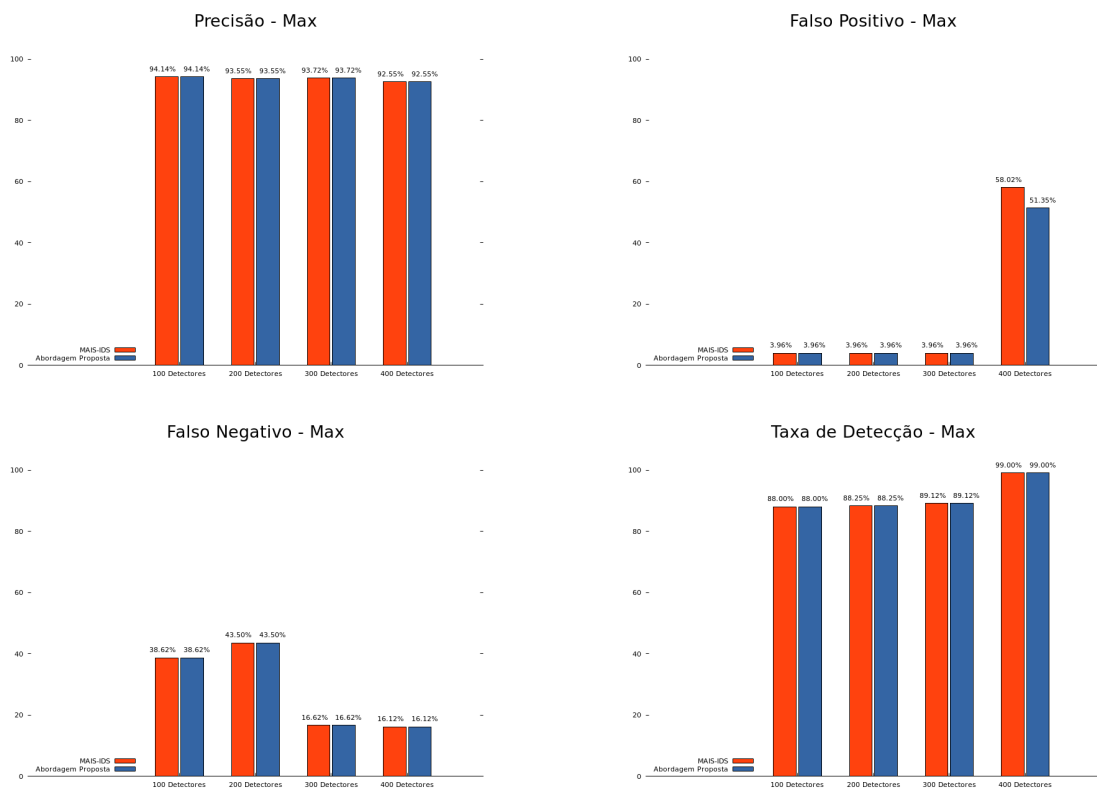 Precisão - Max
100
80
60
40
20
0
94.14% 94.14%
93.55% 93.55%
93.72% 93.72%
92.55% 92.55%
MAIS-IDS
Abordagem Proposta
100 Detectores
200 Detectores
300 Detectores
400 Detectores
Falso Positivo - Max
100
80
60
40
20
0
3.96% 3.96%
3.96% 3.96%
3.96% 3.96%
58.02%
51.35%
MAIS-IDS
Abordagem Proposta
100 Detectores
200 Detectores
300 Detectores
400 Detectores
Falso Negativo - Max
100
80
60
40
20
0
38.62% 38.62%
43.50% 43.50%
16.62% 16.62%
16.12% 16.12%
MAIS-IDS
Abordagem Proposta
100 Detectores
200 Detectores
300 Detectores
400 Detectores
Taxa de Detecção - Max
100
80
60
40
20
0
88.00% 88.00%
88.25% 88.25%
89.12% 89.12%
99.00% 99.00%
MAIS-IDS
Abordagem Proposta
100 Detectores
200 Detectores
300 Detectores
400 Detectores